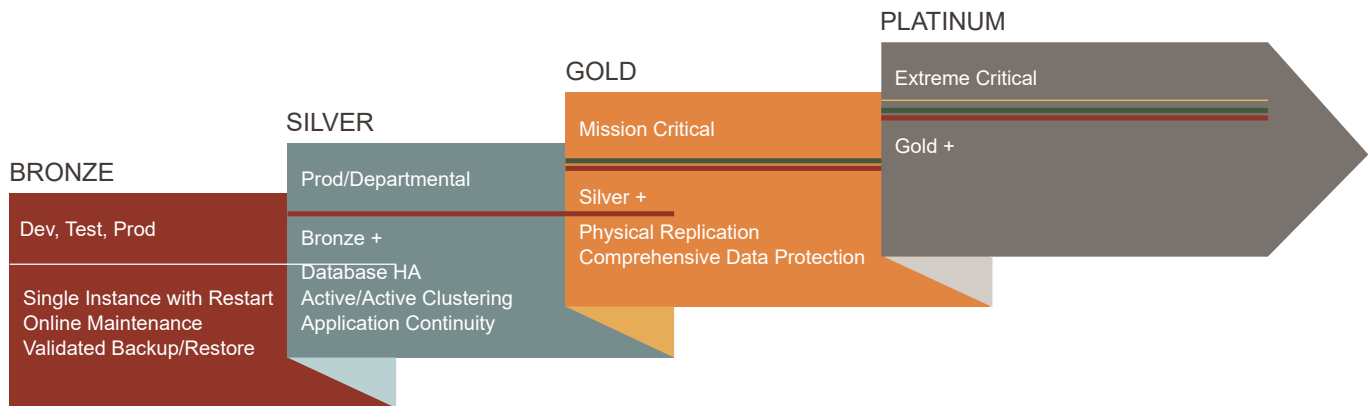 BRONZE
Dev, Test, Prod
Single Instance with Restart
Online Maintenance
Validated Backup/Restore
SILVER
Prod/Departmental
Bronze +
Database HA
Active/Active Clustering
Application Continuity
GOLD
Mission Critical
Silver +
Physical Replication
Comprehensive Data Protection
PLATINUM
Extreme Critical
Gold +